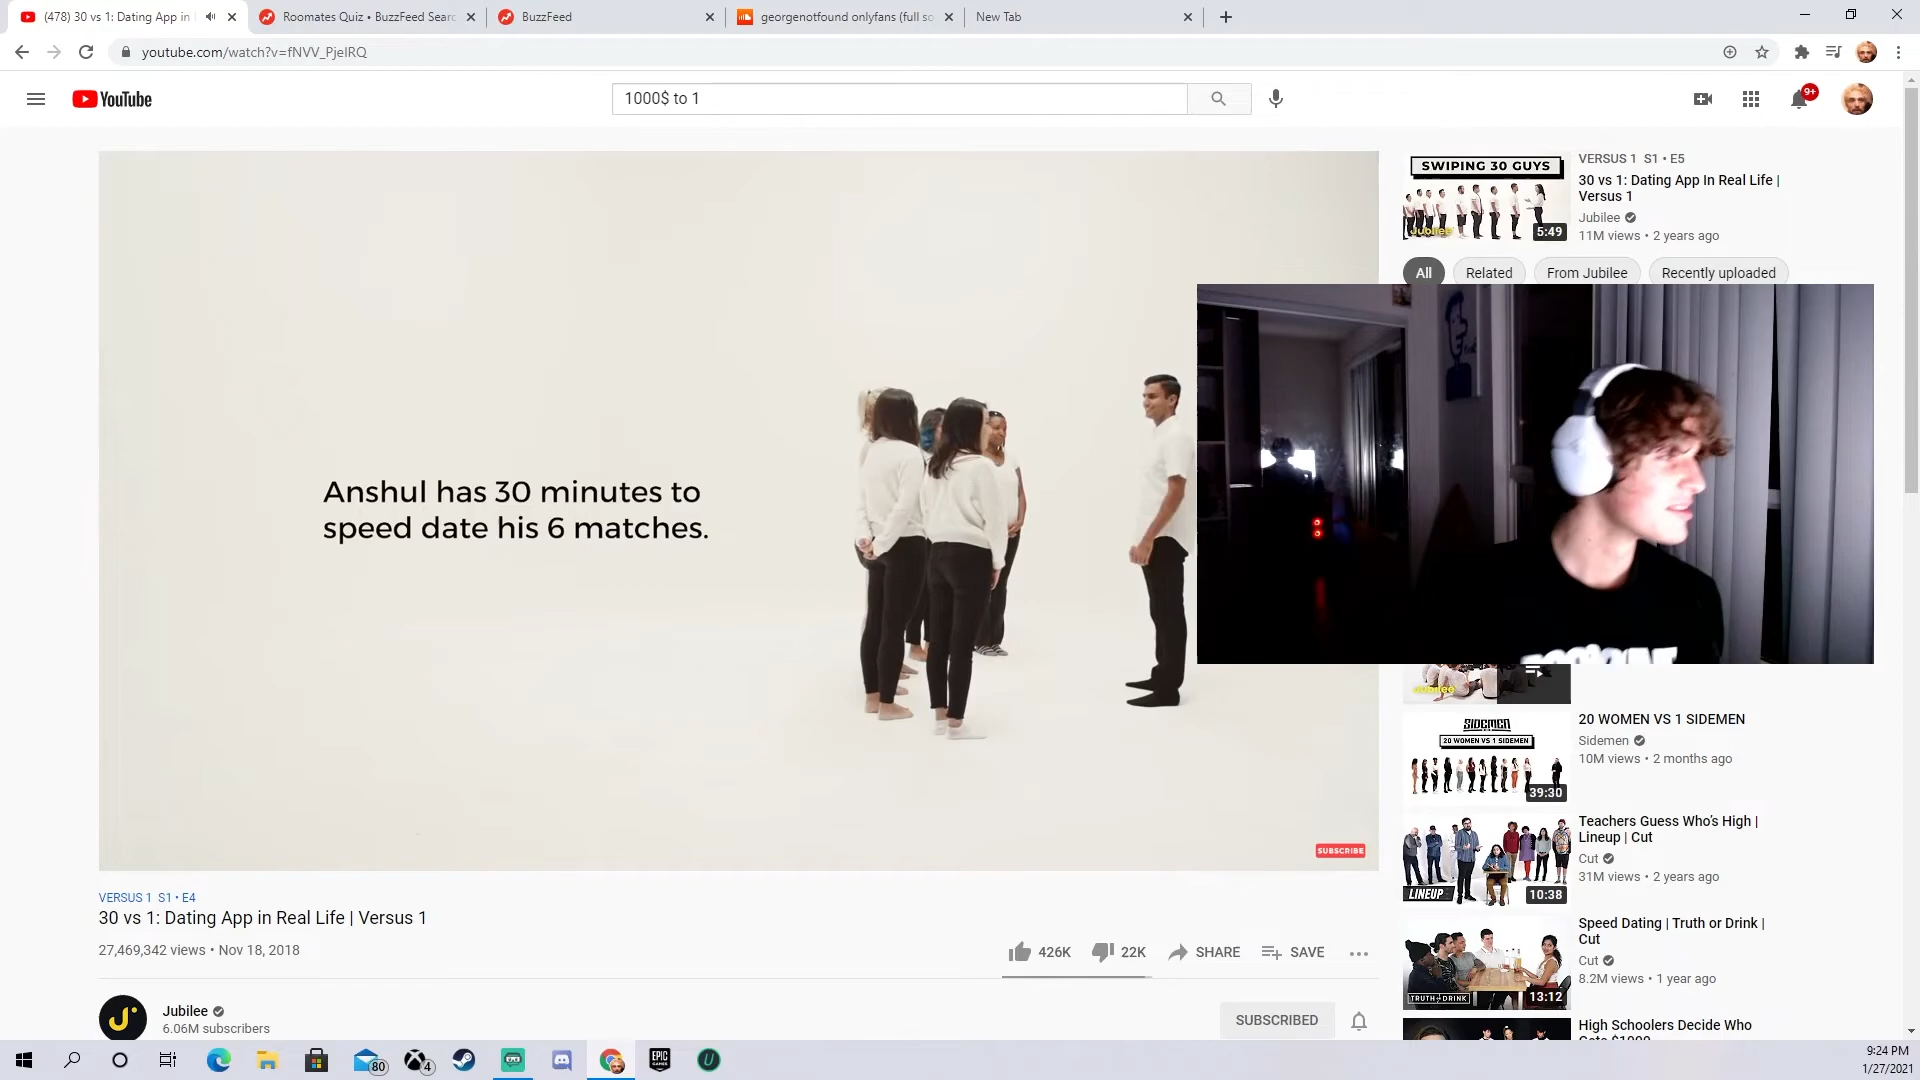 (478) 30 vs 1: Dating App in
Roomates Quiz • BuzzFeed Searc
BuzzFeed
georgenotfound onlyfans (full so
New Tab
youtube.com/watch?v=fNVV_PjeIRQ
YouTube
1000$ to 1
9+
Anshul has 30 minutes to
speed date his 6 matches.
SUBSCRIBE
VERSUS 1 S1 • E4
30 vs 1: Dating App in Real Life | Versus 1
27,469,342 views • Nov 18, 2018
426K
22K
SHARE
SAVE
Jubilee
6.06M subscribers
SUBSCRIBED
SWIPING 30 GUYS
Jubilee
5:49
VERSUS 1 S1 • E5
30 vs 1: Dating App In Real Life |
Versus 1
Jubilee
11M views • 2 years ago
All
Related
From Jubilee
Recently uploaded
Jubilee
SIDEMEN
20 WOMEN VS 1 SIDEMEN
39:30
20 WOMEN VS 1 SIDEMEN
Sidemen
10M views • 2 months ago
LINEUP
10:38
Teachers Guess Who's High |
Lineup | Cut
Cut
31M views • 2 years ago
TRUTH or DRINK
13:12
Speed Dating | Truth or Drink |
Cut
Cut
8.2M views • 1 year ago
High Schoolers Decide Who
80
4
EPIC
GAMES
U
9:24 PM
1/27/2021